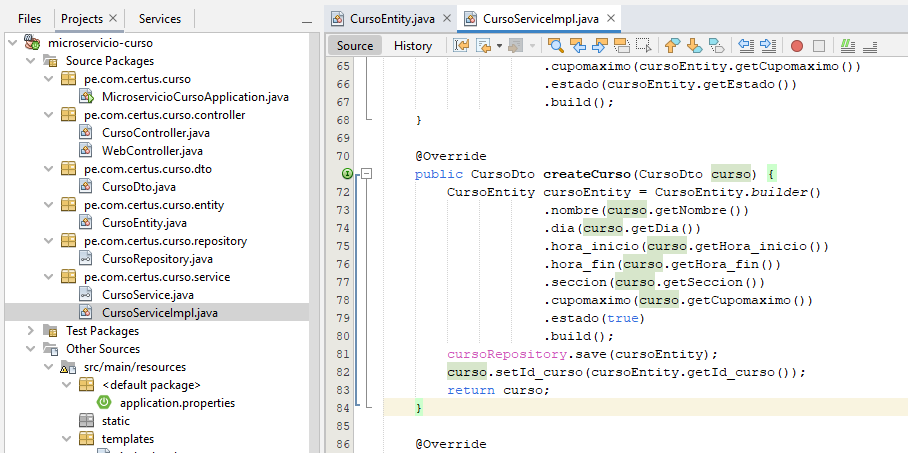 Files
Projects
Services
microservicio-curso
Source Packages
pe.com.certus.curso
MicroservicioCursoApplication.java
pe.com.certus.curso.controller
CursoController.java
WebController.java
pe.com.certus.curso.dto
CursoDto.java
pe.com.certus.curso.entity
CursoEntity.java
pe.com.certus.curso.repository
CursoRepository.java
pe.com.certus.curso.service
CursoService.java
CursoServiceImpl.java
Test Packages
Other Sources
src/main/resources
<default package>
application.properties
static
templates
CursoEntity.java
CursoServiceImpl.java
Source
History
65 .cupomaximo(cursoEntity.getCupomaximo())
66 .estado(cursoEntity.getEstado())
67 .build();
68 }
69
70 @Override
public CursoDto createCurso(CursoDto curso) {
72 CursoEntity cursoEntity = CursoEntity.builder()
73 .nombre(curso.getNombre())
74 .dia(curso.getDia())
75 .hora_inicio(curso.getHora_inicio())
76 .hora_fin(curso.getHora_fin())
77 .seccion(curso.getSeccion())
78 .cupomaximo(curso.getCupomaximo())
79 .estado(true)
80 .build();
81 cursoRepository.save(cursoEntity);
82 curso.setId_curso(cursoEntity.getId_curso());
83 return curso;
84 }
85
86 @Override